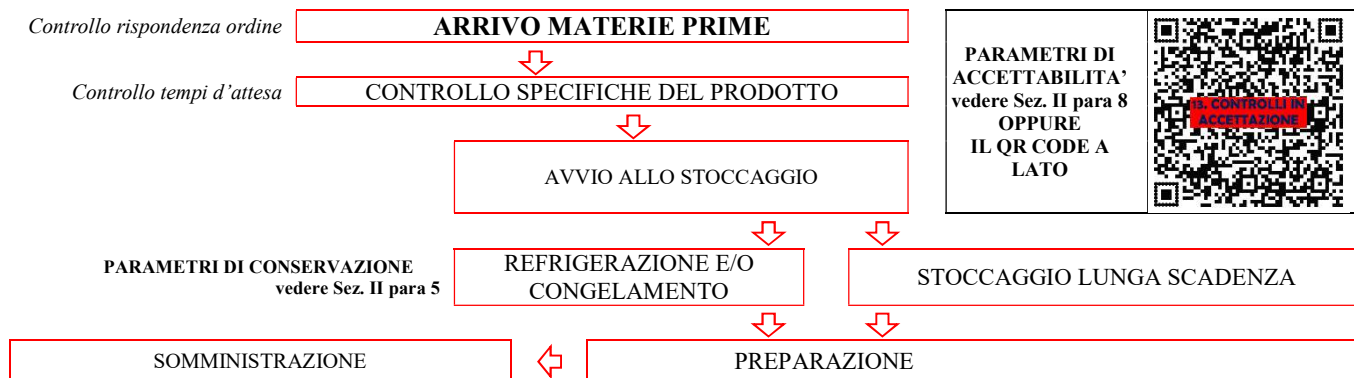 Controllo rispondenza ordine
ARRIVO MATERIE PRIME
Controllo tempi d’attesa
CONTROLLO SPECIFICHE DEL PRODOTTO
AVVIO ALLO STOCCAGGIO
PARAMETRI DI
ACCETTABILITA’
vedere Sez. II para 8
OPPURE
IL QR CODE A
LATO
13. CONTROLLI IN
ACCETTAZIONE
PARAMETRI DI CONSERVAZIONE
vedere Sez. II para 5
REFRIGERAZIONE E/O
CONGELAMENTO
STOCCAGGIO LUNGA SCADENZA
SOMMINISTRAZIONE
PREPARAZIONE